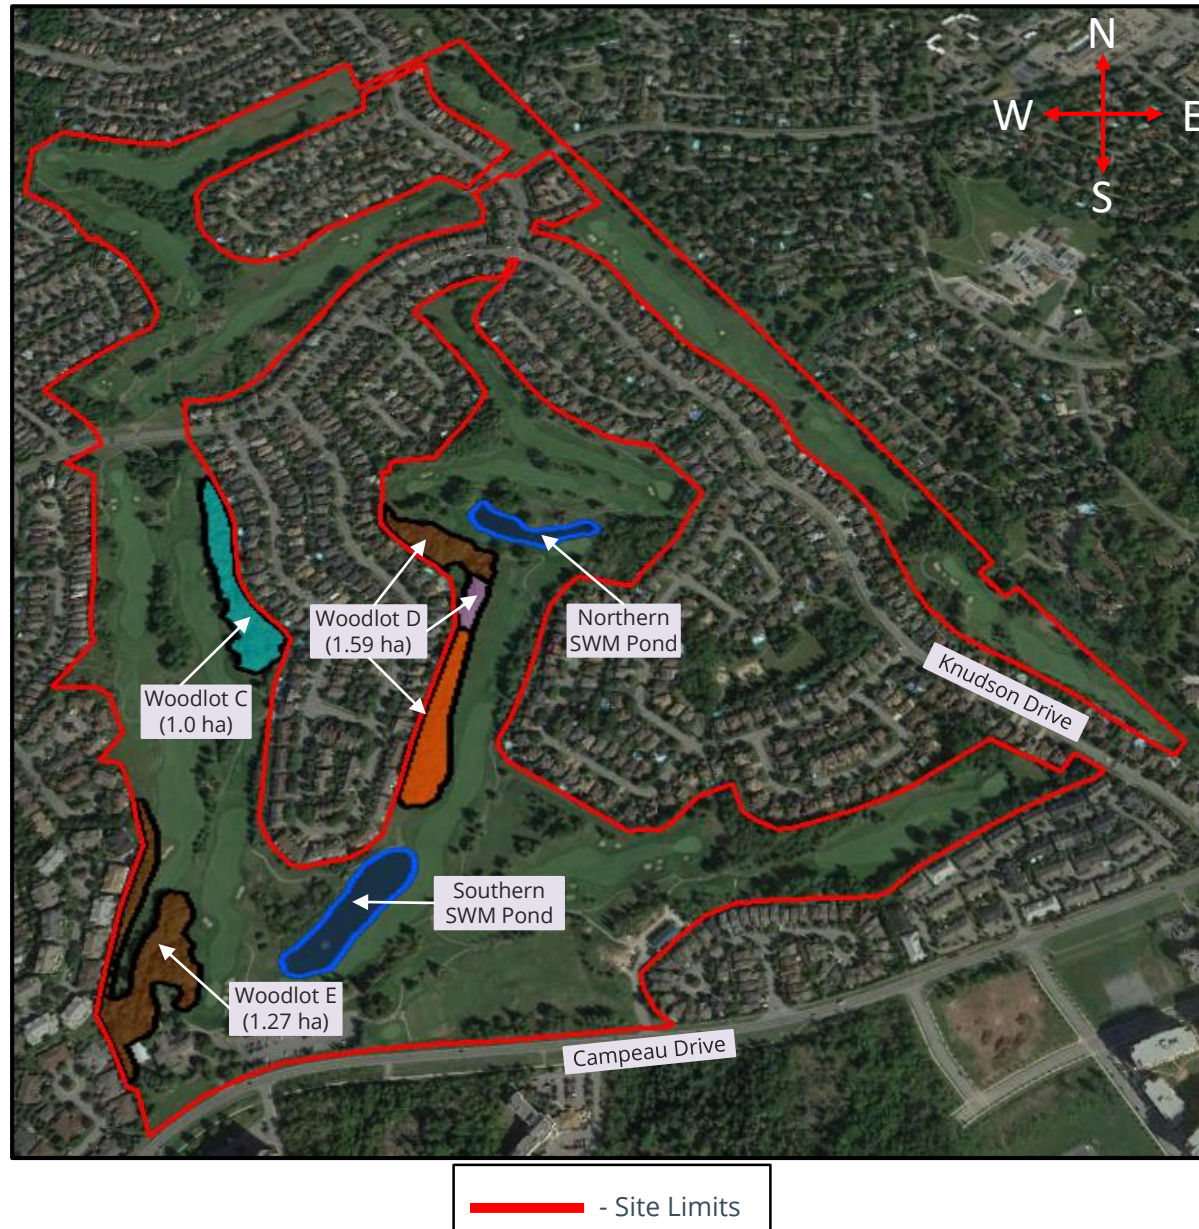 N
W
E
S
Woodlot D
(1.59 ha)
Northern
SWM Pond
Woodlot C
(1.0 ha)
Knudson Drive
Southern
SWM Pond
Woodlot E
(1.27 ha)
Campeau Drive
- Site Limits